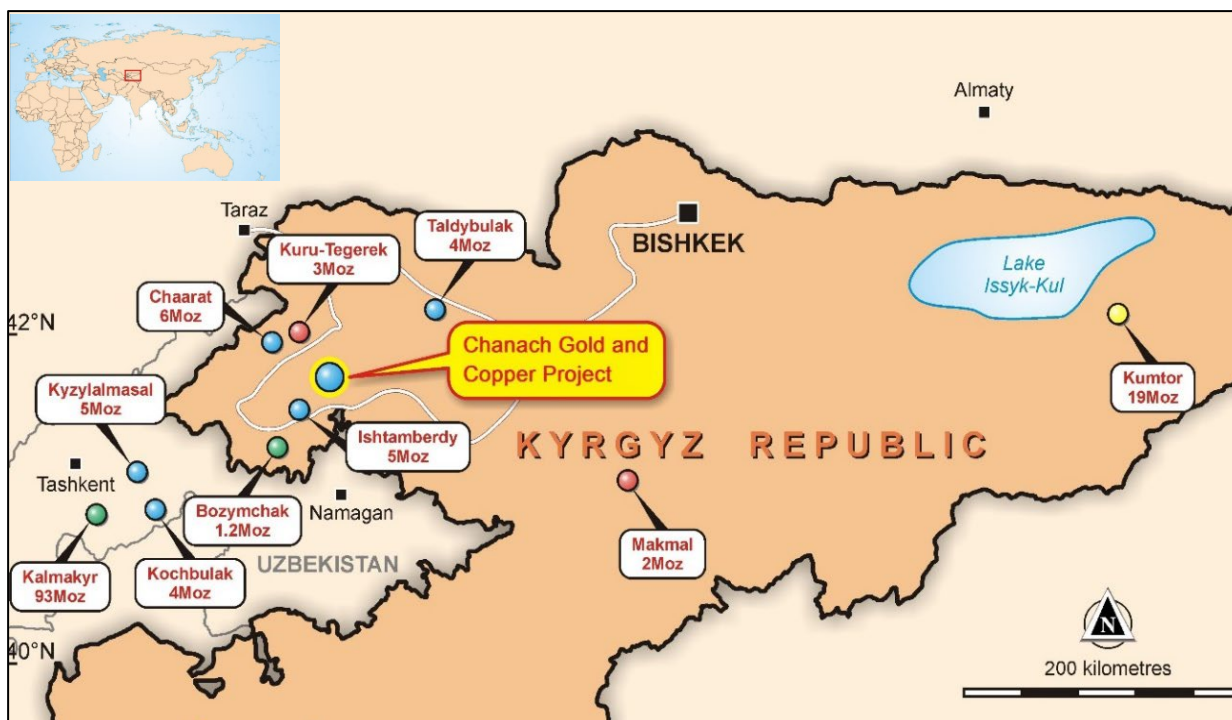 Almaty
Taraz
BISHKEK
Taldybulak
4Moz
Kuru-Tegerek
3Moz
Chaarat
6Moz
Lake
Issyk-Kul
42°N
Chanach Gold and
Copper Project
Kumtor
19Moz
Kyzylalmasal
5Moz
Ishtamberdy
5Moz
KYRGYZ REPUBLIC
Tashkent
Bozymchak
1.2Moz
Namagan
Makmal
2Moz
UZBEKISTAN
Kalmakyr
93Moz
Kochbulak
4Moz
N
40°N
200 kilometres